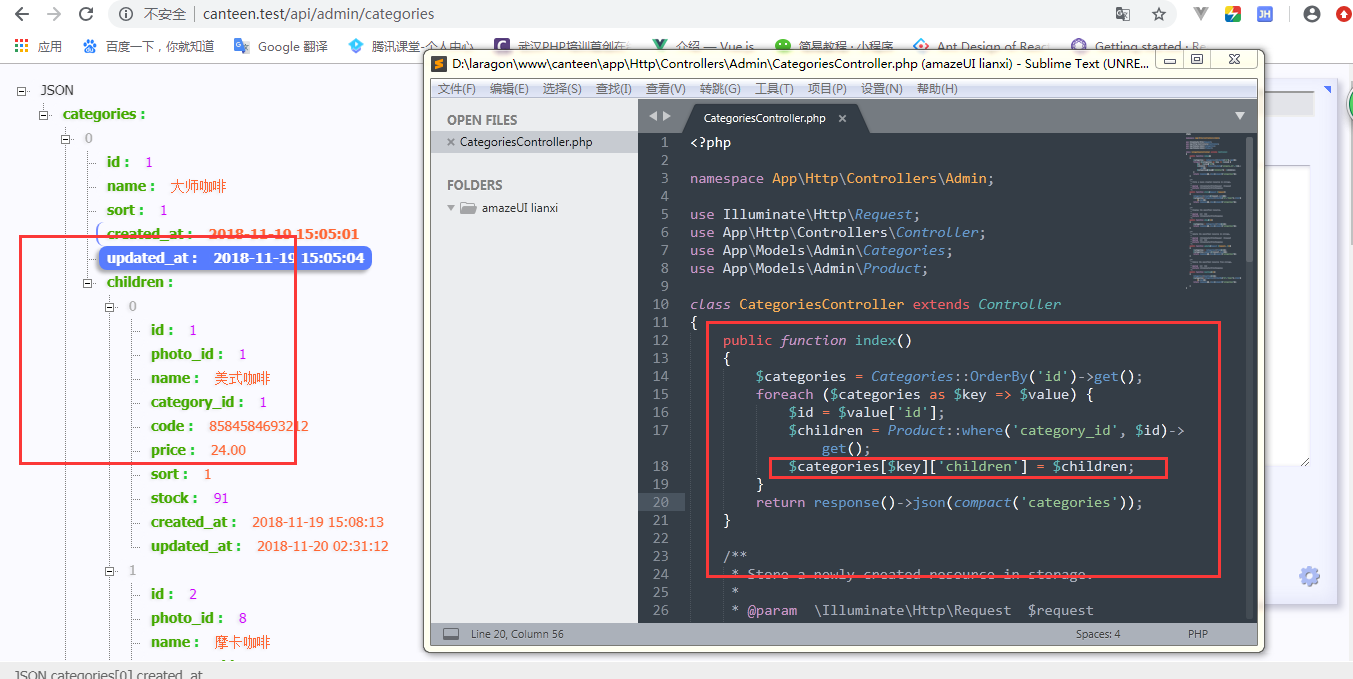 不安全 canteen.test/api/admin/categories
应用 百度一下，你就知道 Google 翻译 腾讯课堂-个人中心 武汉PHP培训首创在 介绍 — Vue.js 简易教程 · 小程序 Ant Design of React Getting started · Re
JSON
categories :
0
id : 1
name : 大师咖啡
sort : 1
created_at : 2018-11-19 15:05:01
updated_at : 2018-11-19 15:05:04
children :
0
id : 1
photo_id : 1
name : 美式咖啡
category_id : 1
code : 8584584693212
price : 24.00
sort : 1
stock : 91
created_at : 2018-11-19 15:08:13
updated_at : 2018-11-20 02:31:12
1
id : 2
photo_id : 8
name : 摩卡咖啡
JSON.categories[0].created_at
D:\laragon\www\canteen\app\Http\Controllers\Admin\CategoriesController.php (amazeUI lianxi) - Sublime Text (UNRE...
文件(F) 编辑(E) 选择(S) 查找(I) 查看(V) 转跳(G) 工具(T) 项目(P) 设置(N) 帮助(H)
OPEN FILES
CategoriesController.php
FOLDERS
amazeUI lianxi
CategoriesController.php
1 <?php
2
3 namespace App\Http\Controllers\Admin;
4
5 use Illuminate\Http\Request;
6 use App\Http\Controllers\Controller;
7 use App\Models\Admin\Categories;
8 use App\Models\Admin\Product;
9
10 class CategoriesController extends Controller
11 {
12 public function index()
13 {
14 $categories = Categories::OrderBy('id')->get();
15 foreach ($categories as $key => $value) {
16 $id = $value['id'];
17 $children = Product::where('category_id', $id)->
get();
18 $categories[$key]['children'] = $children;
19 }
20 return response()->json(compact('categories'));
21 }
22
23 /**
24 * Store a newly created resource in storage.
25 *
26 * @param \Illuminate\Http\Request $request
Line 20, Column 56 Spaces: 4 PHP